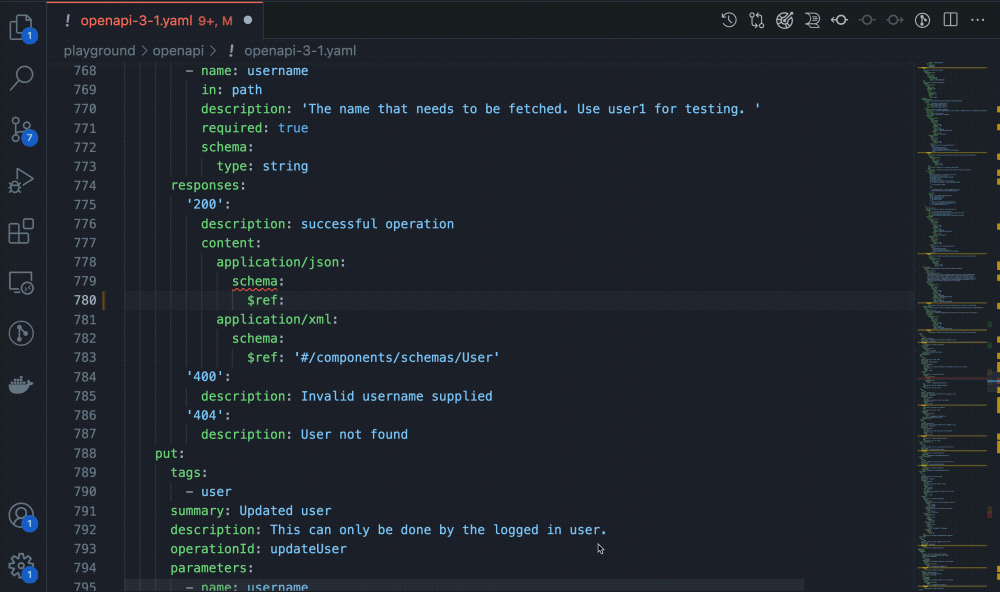 ! openapi-3-1.yaml 9+, M
playground > openapi > ! openapi-3-1.yaml
1
7
1
1
768 - name: username
769 in: path
770 description: 'The name that needs to be fetched. Use user1 for testing. '
771 required: true
772 schema:
773 type: string
774 responses:
775 '200':
776 description: successful operation
777 content:
778 application/json:
779 schema:
780 $ref:
781 application/xml:
782 schema:
783 $ref: '#/components/schemas/User'
784 '400':
785 description: Invalid username supplied
786 '404':
787 description: User not found
788 put:
789 tags:
790 - user
791 summary: Updated user
792 description: This can only be done by the logged in user.
793 operationId: updateUser
794 parameters:
795 - name: username